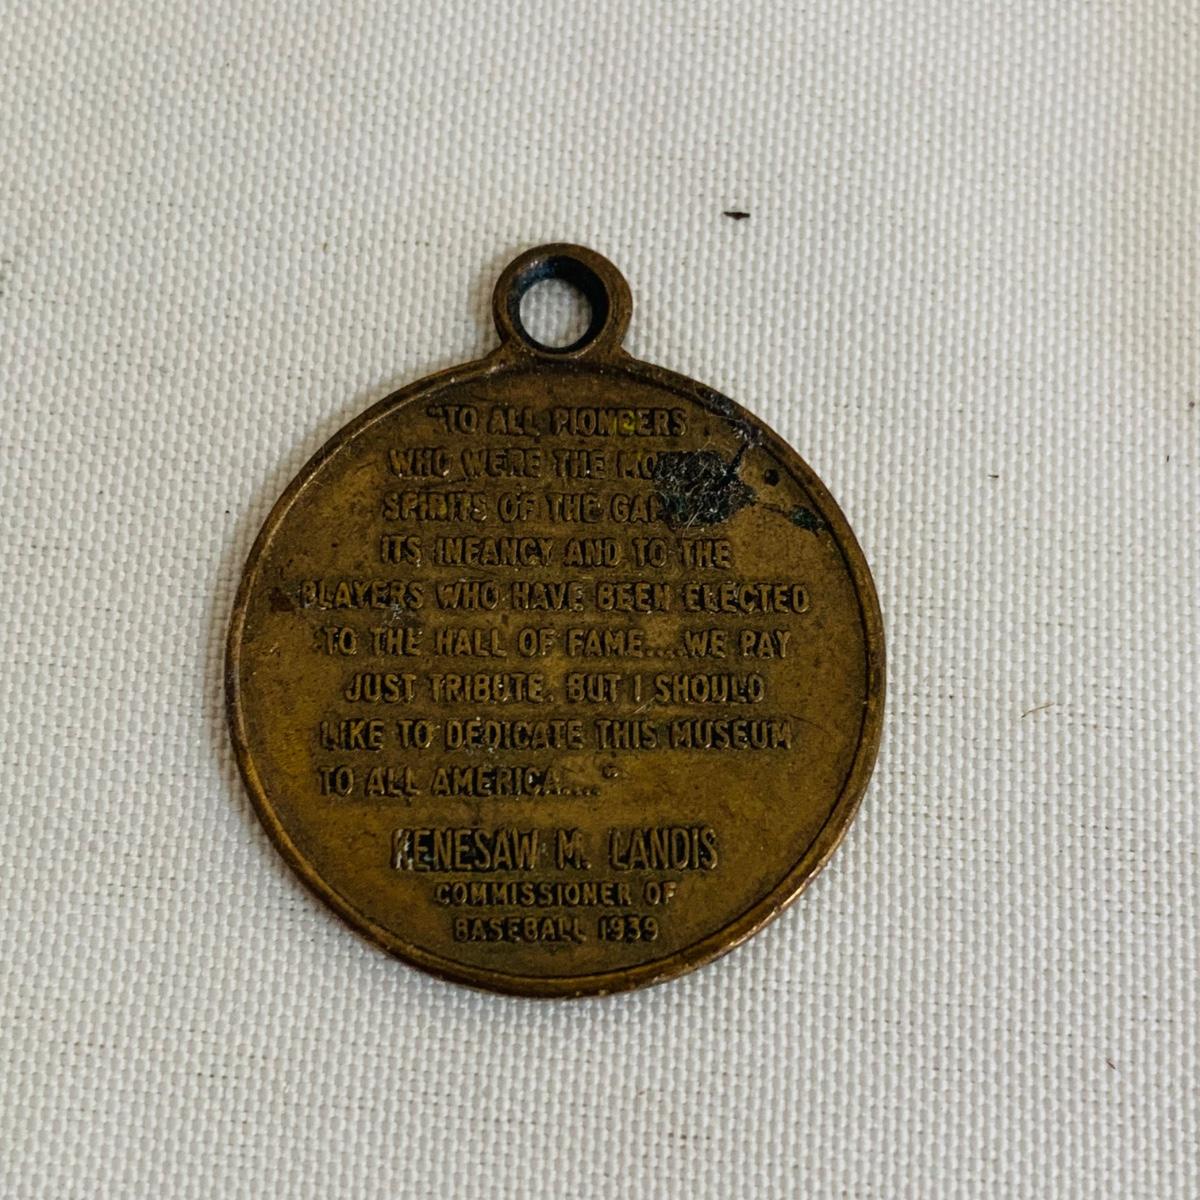 "TO ALL PIONEERS
WHO WERE THE
SPIRITS OF THE
ITS INFANCY AND TO THE
PLAYERS WHO HAVE BEEN ELECTED
TO THE HALL OF FAME....WE PAY
JUST TRIBUTE. BUT I SHOULD
LIKE TO DEDICATE THIS MUSEUM
TO ALL AMERICA...."
KENESAW M. LANDIS
COMMISSIONER OF
BASEBALL 1939